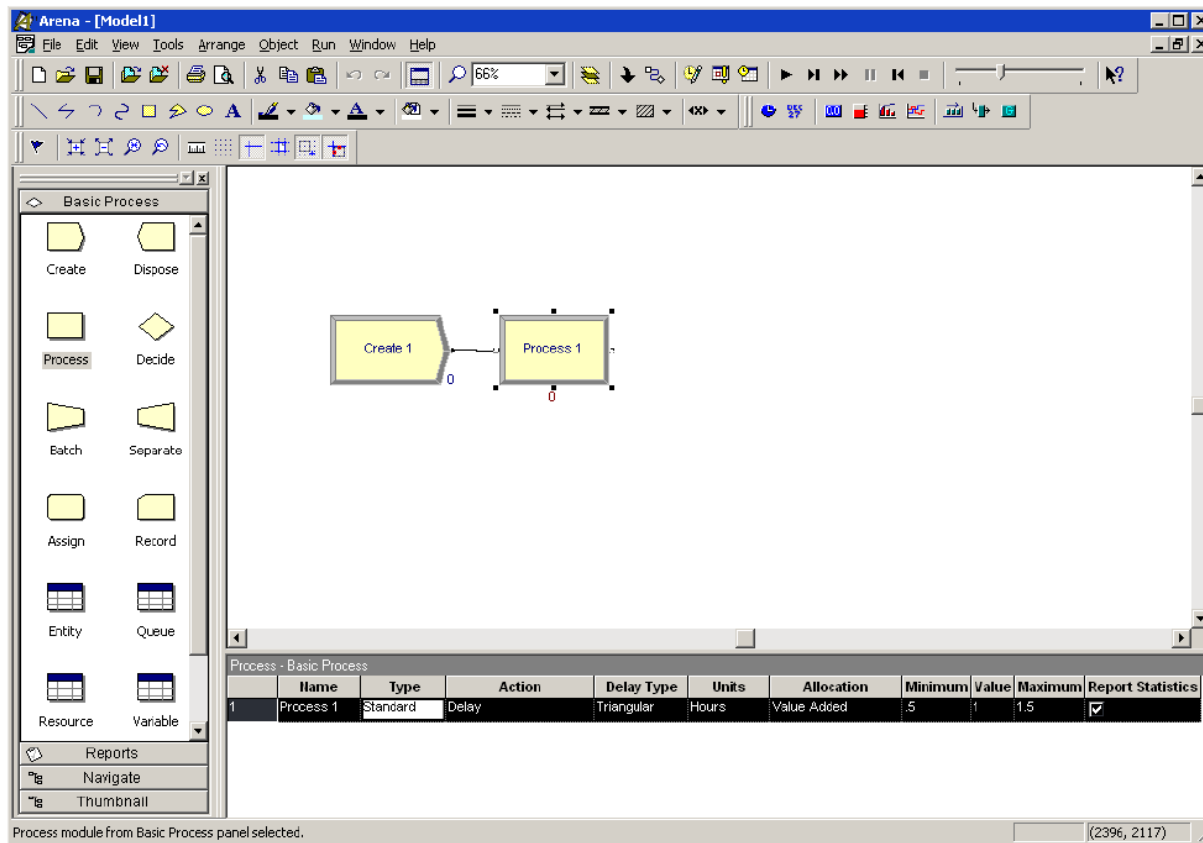 Arena - [Model1]
File Edit View Tools Arrange Object Run Window Help
66%
A A
Basic Process
Create Dispose
Process Decide
Batch Separate
Assign Record
Entity Queue
Resource Variable
Reports
Navigate
Thumbnail
Create 1
0
Process 1
0
Process - Basic Process
Name Type Action Delay Type Units Allocation Minimum Value Maximum Report Statistics
1 Process 1 Standard Delay Triangular Hours Value Added .5 1 1.5
Process module from Basic Process panel selected.
(2396, 2117)